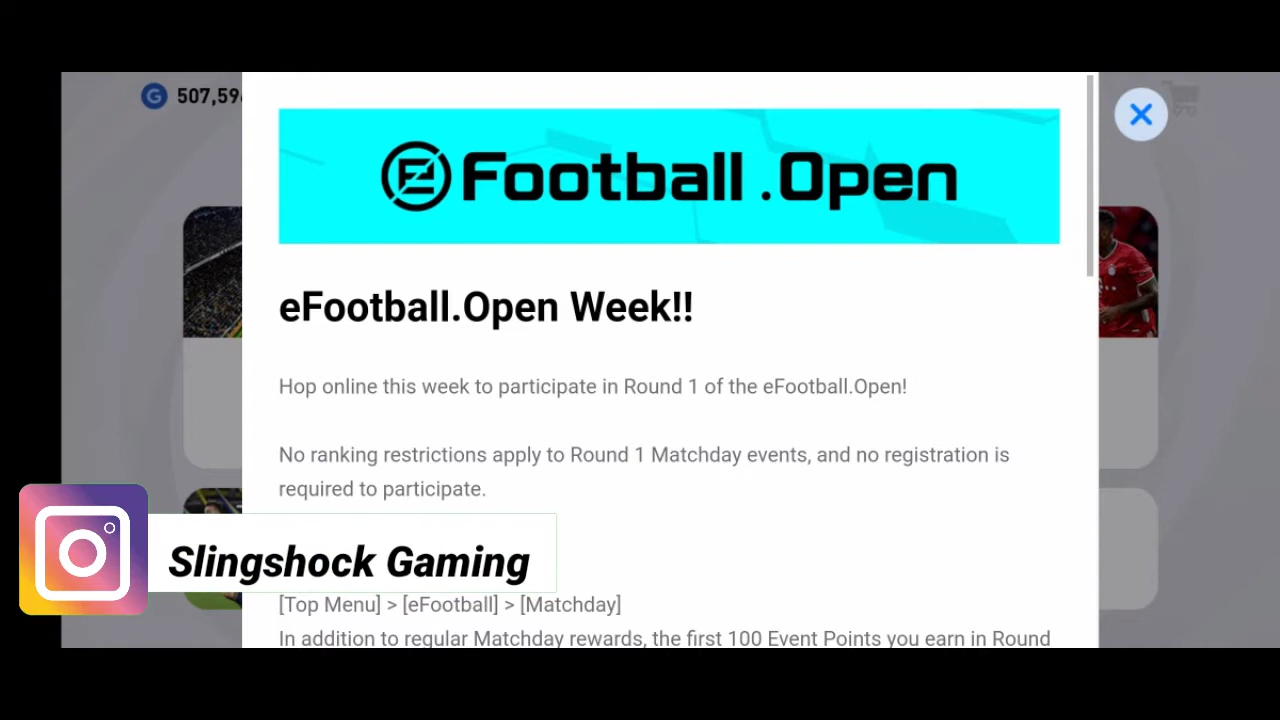 507,59
eFootball .Open
eFootball.Open Week!!
Hop online this week to participate in Round 1 of the eFootball.Open!
No ranking restrictions apply to Round 1 Matchday events, and no registration is
required to participate.
Slingshock Gaming
[Top Menu] > [eFootball] > [Matchday]
In addition to regular Matchday rewards, the first 100 Event Points you earn in Round